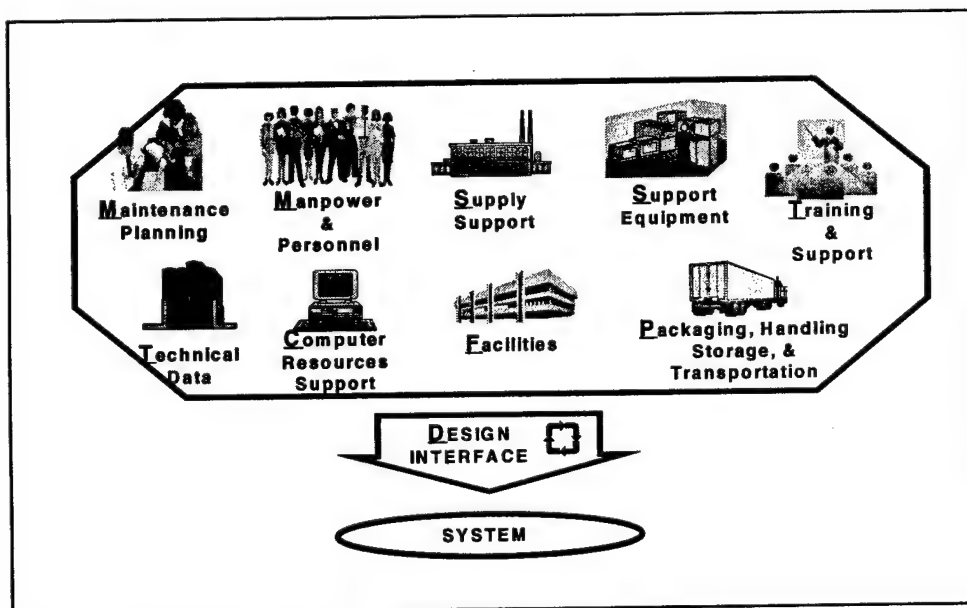 Maintenance
Planning
Manpower
&
Personnel
Supply
Support
Support
Equipment
Training
&
Support
Technical
Data
Computer
Resources
Support
Facilities
Packaging, Handling
Storage, &
Transportation
DESIGN
INTERFACE
SYSTEM